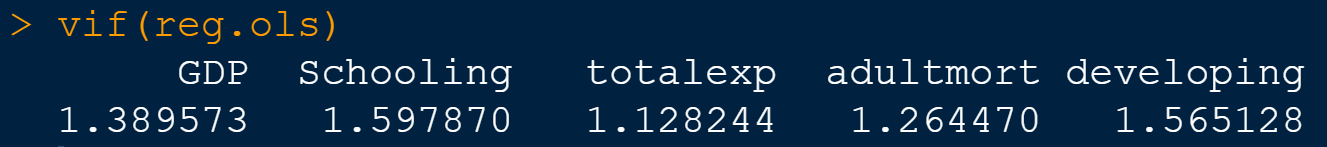 > vif(reg.ols)
GDP Schooling totalexp adultmort developing
1.389573 1.597870 1.128244 1.264470 1.565128